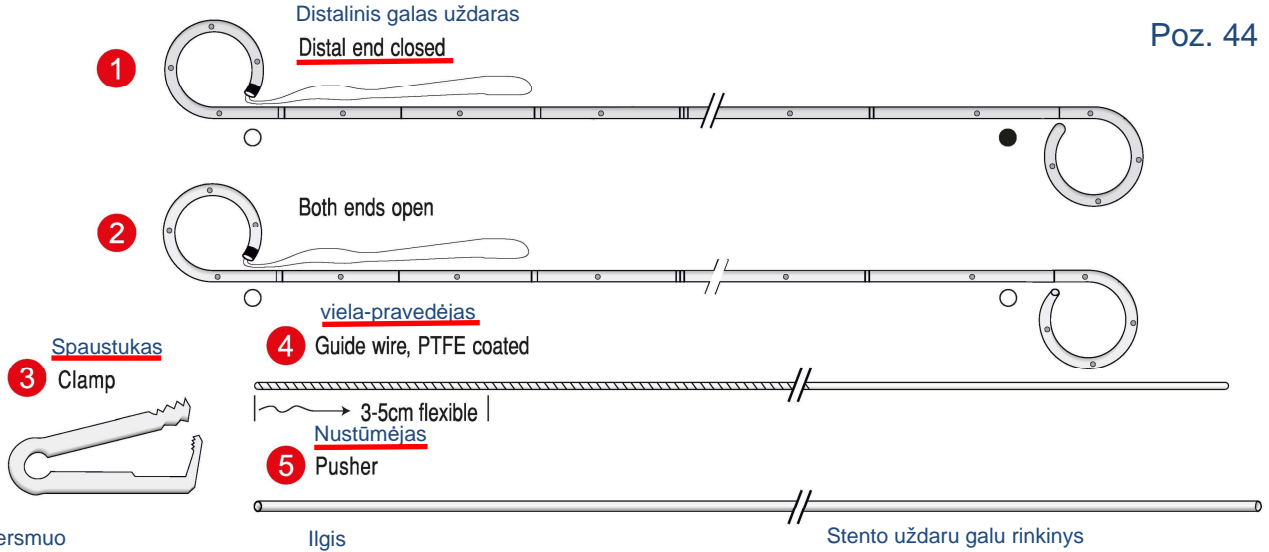 Distalinis galas uždaras
Poz. 44
1 Distal end closed
2 Both ends open
viela-pravedėjas
4 Guide wire, PTFE coated
Spaustukas
3 Clamp
3-5cm flexible
Nustūmėjas
5 Pusher
ersmuo Ilgis Stento uždaru galu rinkinys